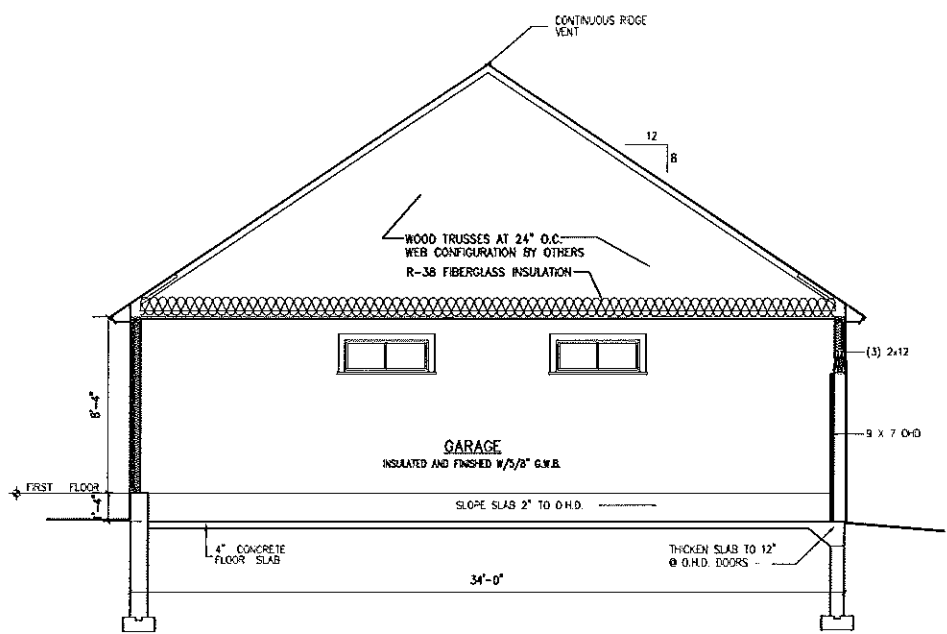 CONTINUOUS RIDGE
VENT
12
8
WOOD TRUSSES AT 24" O.C.
WEB CONFIGURATION BY OTHERS
R-38 FIBERGLASS INSULATION
(3) 2x12
8'-4"
9 X 7 OHD
GARAGE
INSULATED AND FINISHED W/5/8" G.W.B.
FIRST FLOOR
1'-4"
SLOPE SLAB 2" TO O.H.D.
4" CONCRETE
FLOOR SLAB
THICKEN SLAB TO 12"
@ O.H.D. DOORS
34'-0"